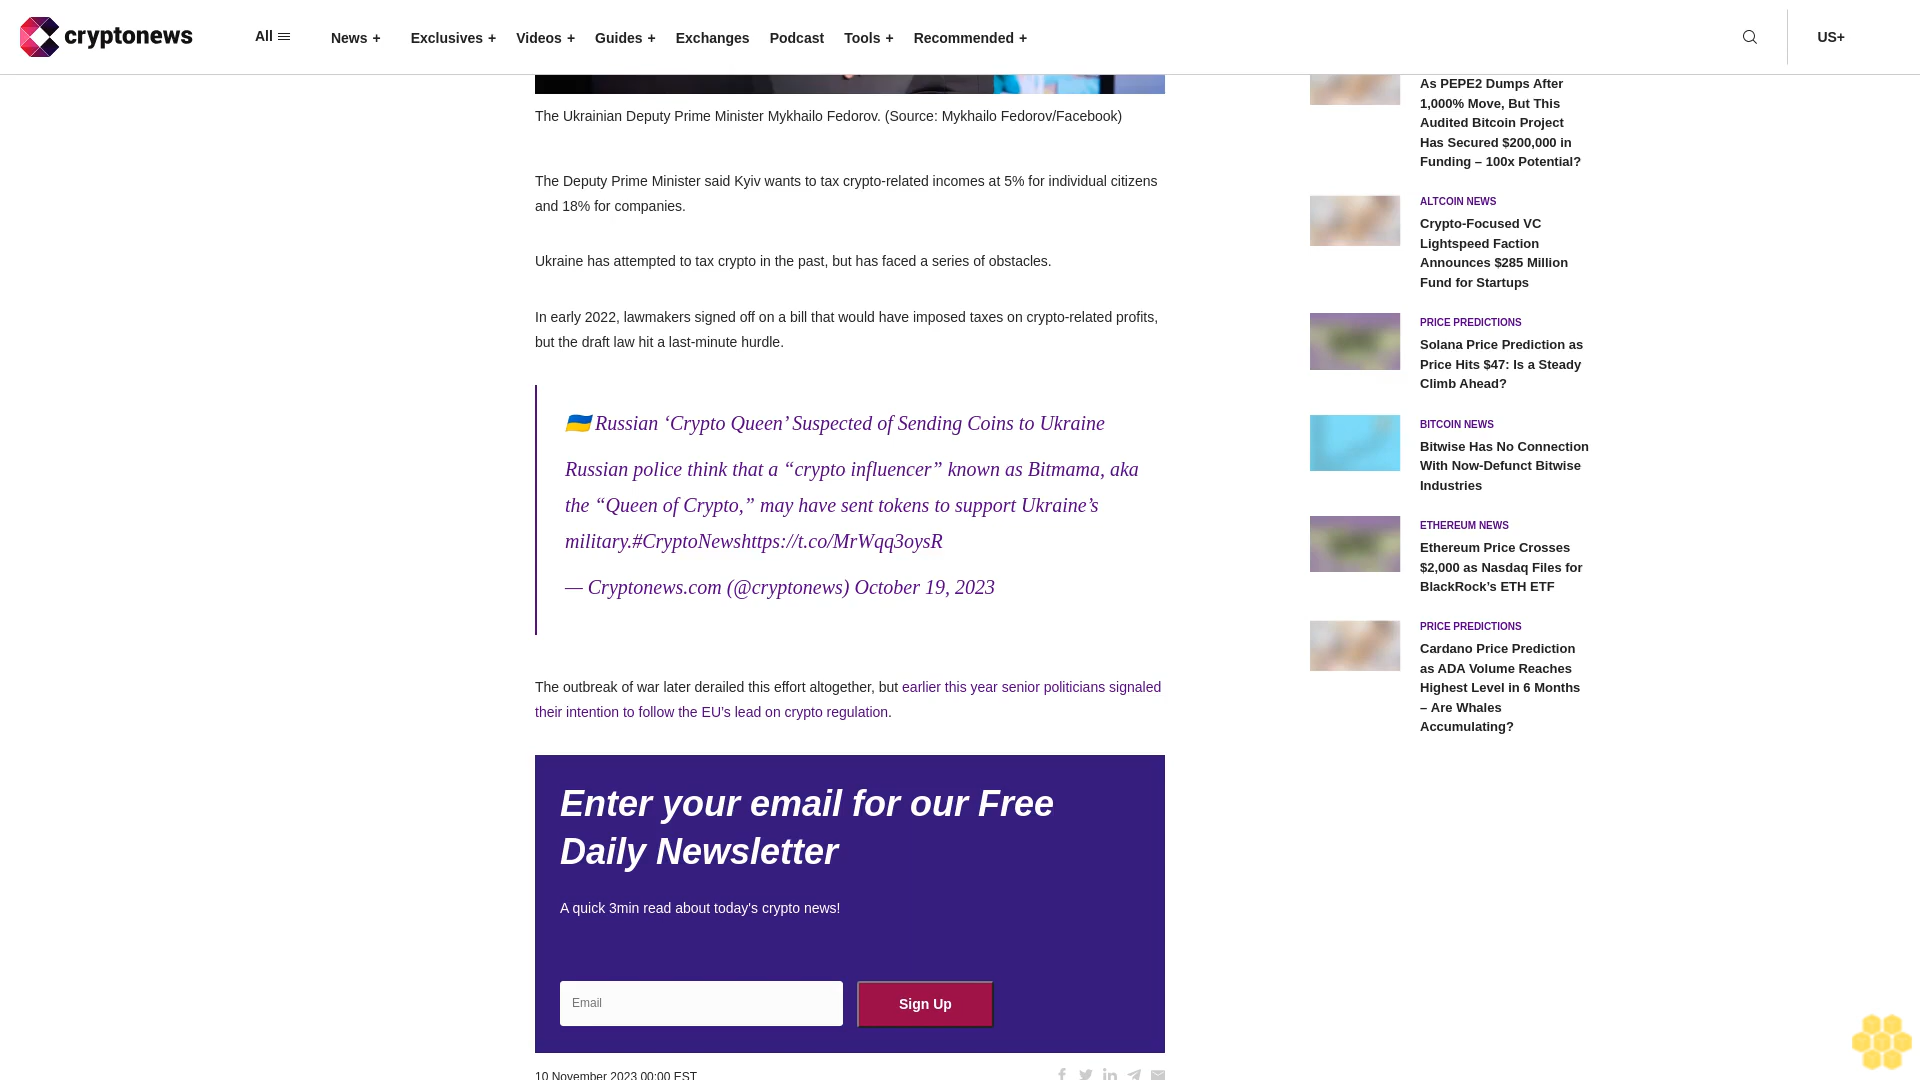 cryptonews
All
News +
Exclusives +
Videos +
Guides +
Exchanges
Podcast
Tools +
Recommended +
US+
The Ukrainian Deputy Prime Minister Mykhailo Fedorov. (Source: Mykhailo Fedorov/Facebook)
The Deputy Prime Minister said Kyiv wants to tax crypto-related incomes at 5% for individual citizens
and 18% for companies.
Ukraine has attempted to tax crypto in the past, but has faced a series of obstacles.
In early 2022, lawmakers signed off on a bill that would have imposed taxes on crypto-related profits,
but the draft law hit a last-minute hurdle.
🇺🇦 Russian ‘Crypto Queen’ Suspected of Sending Coins to Ukraine
Russian police think that a “crypto influencer” known as Bitmama, aka
the “Queen of Crypto,” may have sent tokens to support Ukraine’s
military.#CryptoNewshttps://t.co/MrWqq3oysR
— Cryptonews.com (@cryptonews) October 19, 2023
The outbreak of war later derailed this effort altogether, but earlier this year senior politicians signaled
their intention to follow the EU’s lead on crypto regulation.
Enter your email for our Free
Daily Newsletter
A quick 3min read about today's crypto news!
Email
Sign Up
10 November 2023 00:00 EST
As PEPE2 Dumps After
1,000% Move, But This
Audited Bitcoin Project
Has Secured $200,000 in
Funding – 100x Potential?
ALTCOIN NEWS
Crypto-Focused VC
Lightspeed Faction
Announces $285 Million
Fund for Startups
PRICE PREDICTIONS
Solana Price Prediction as
Price Hits $47: Is a Steady
Climb Ahead?
BITCOIN NEWS
Bitwise Has No Connection
With Now-Defunct Bitwise
Industries
ETHEREUM NEWS
Ethereum Price Crosses
$2,000 as Nasdaq Files for
BlackRock’s ETH ETF
PRICE PREDICTIONS
Cardano Price Prediction
as ADA Volume Reaches
Highest Level in 6 Months
– Are Whales
Accumulating?